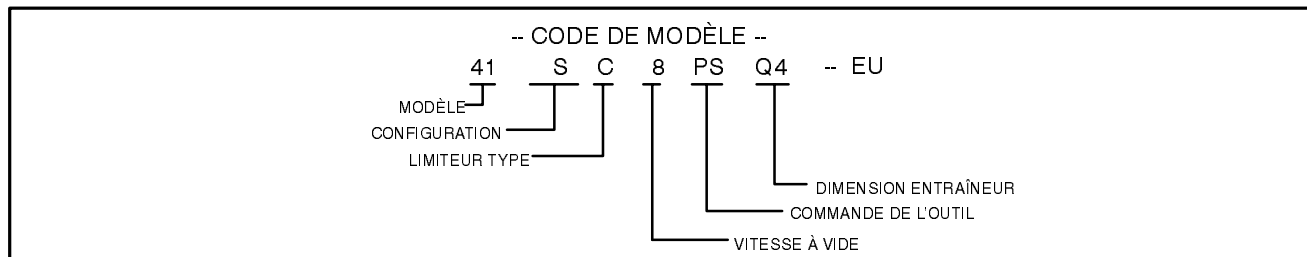 -- CODE DE MODÈLE --
41 S C 8 PS Q4 -- EU
MODÈLE
CONFIGURATION
LIMITEUR TYPE
DIMENSION ENTRAÎNEUR
COMMANDE DE L'OUTIL
VITESSE À VIDE